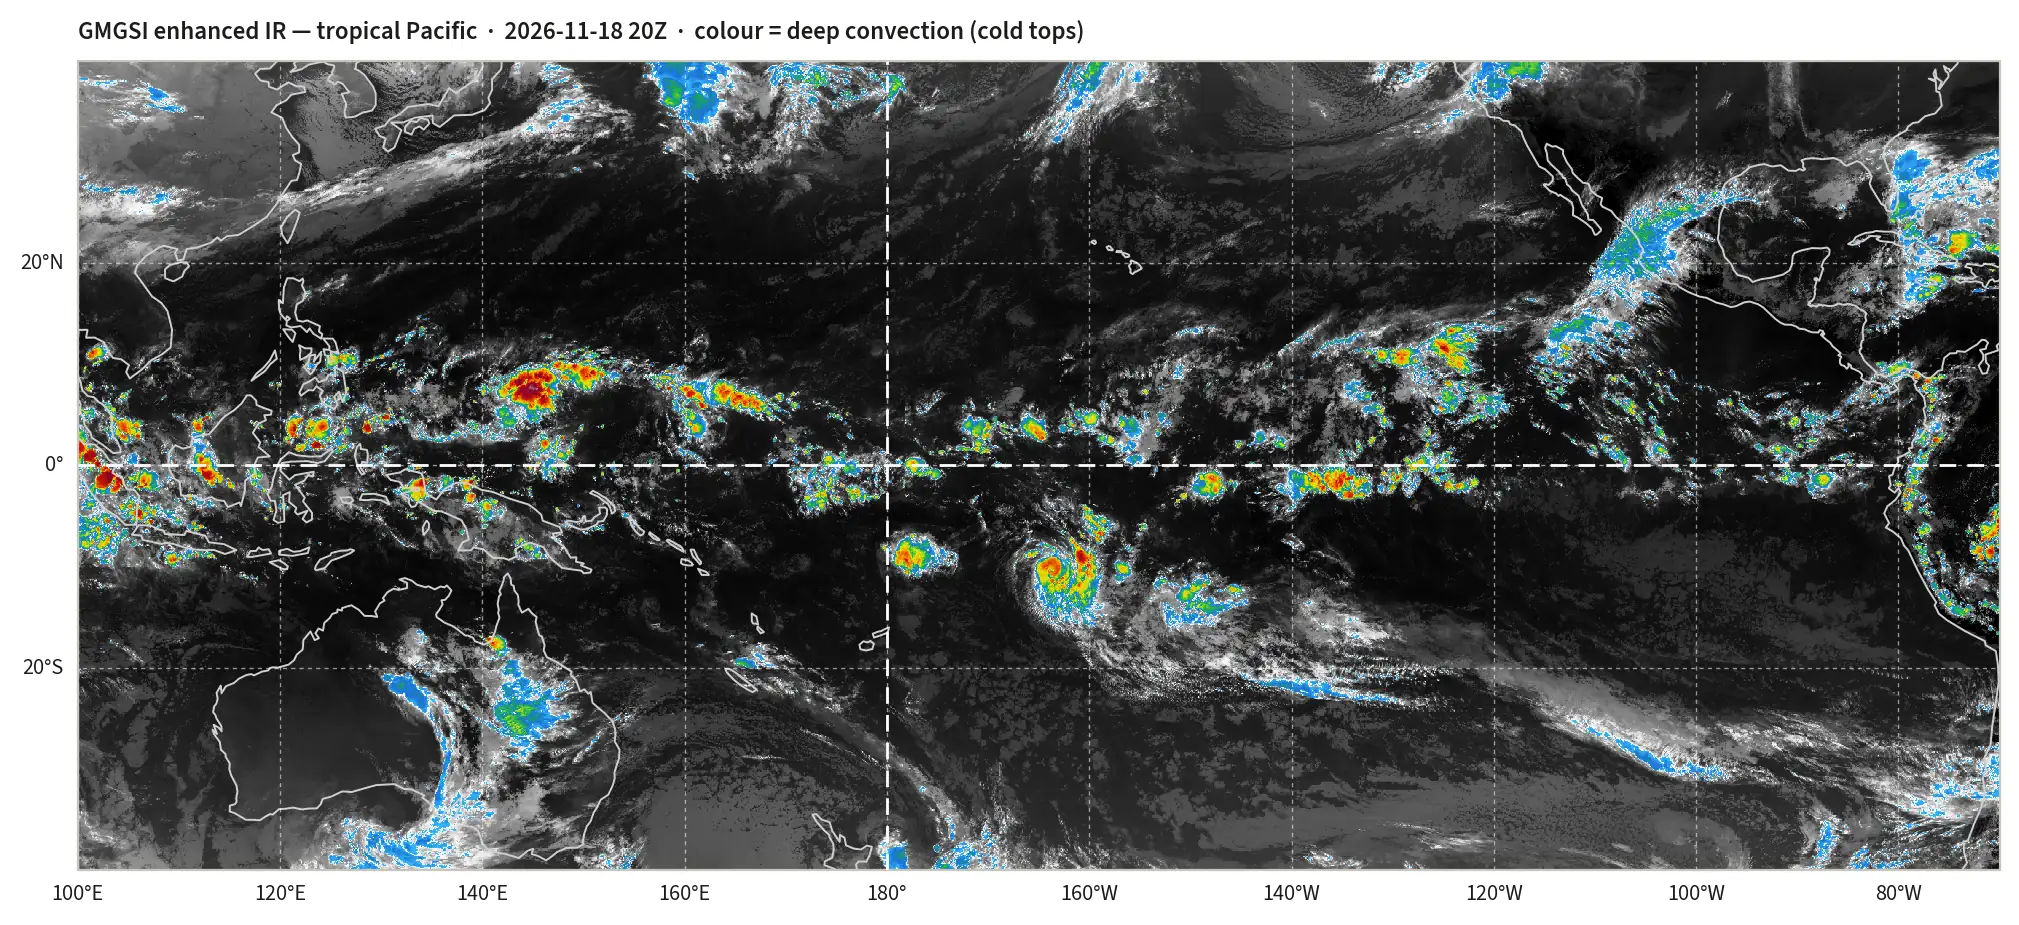 GMGSI enhanced IR — tropical Pacific · 2026-11-18 20Z · colour = deep convection (cold tops)
20°N
0°
20°S
100°E 120°E 140°E 160°E 180° 160°W 140°W 120°W 100°W 80°W